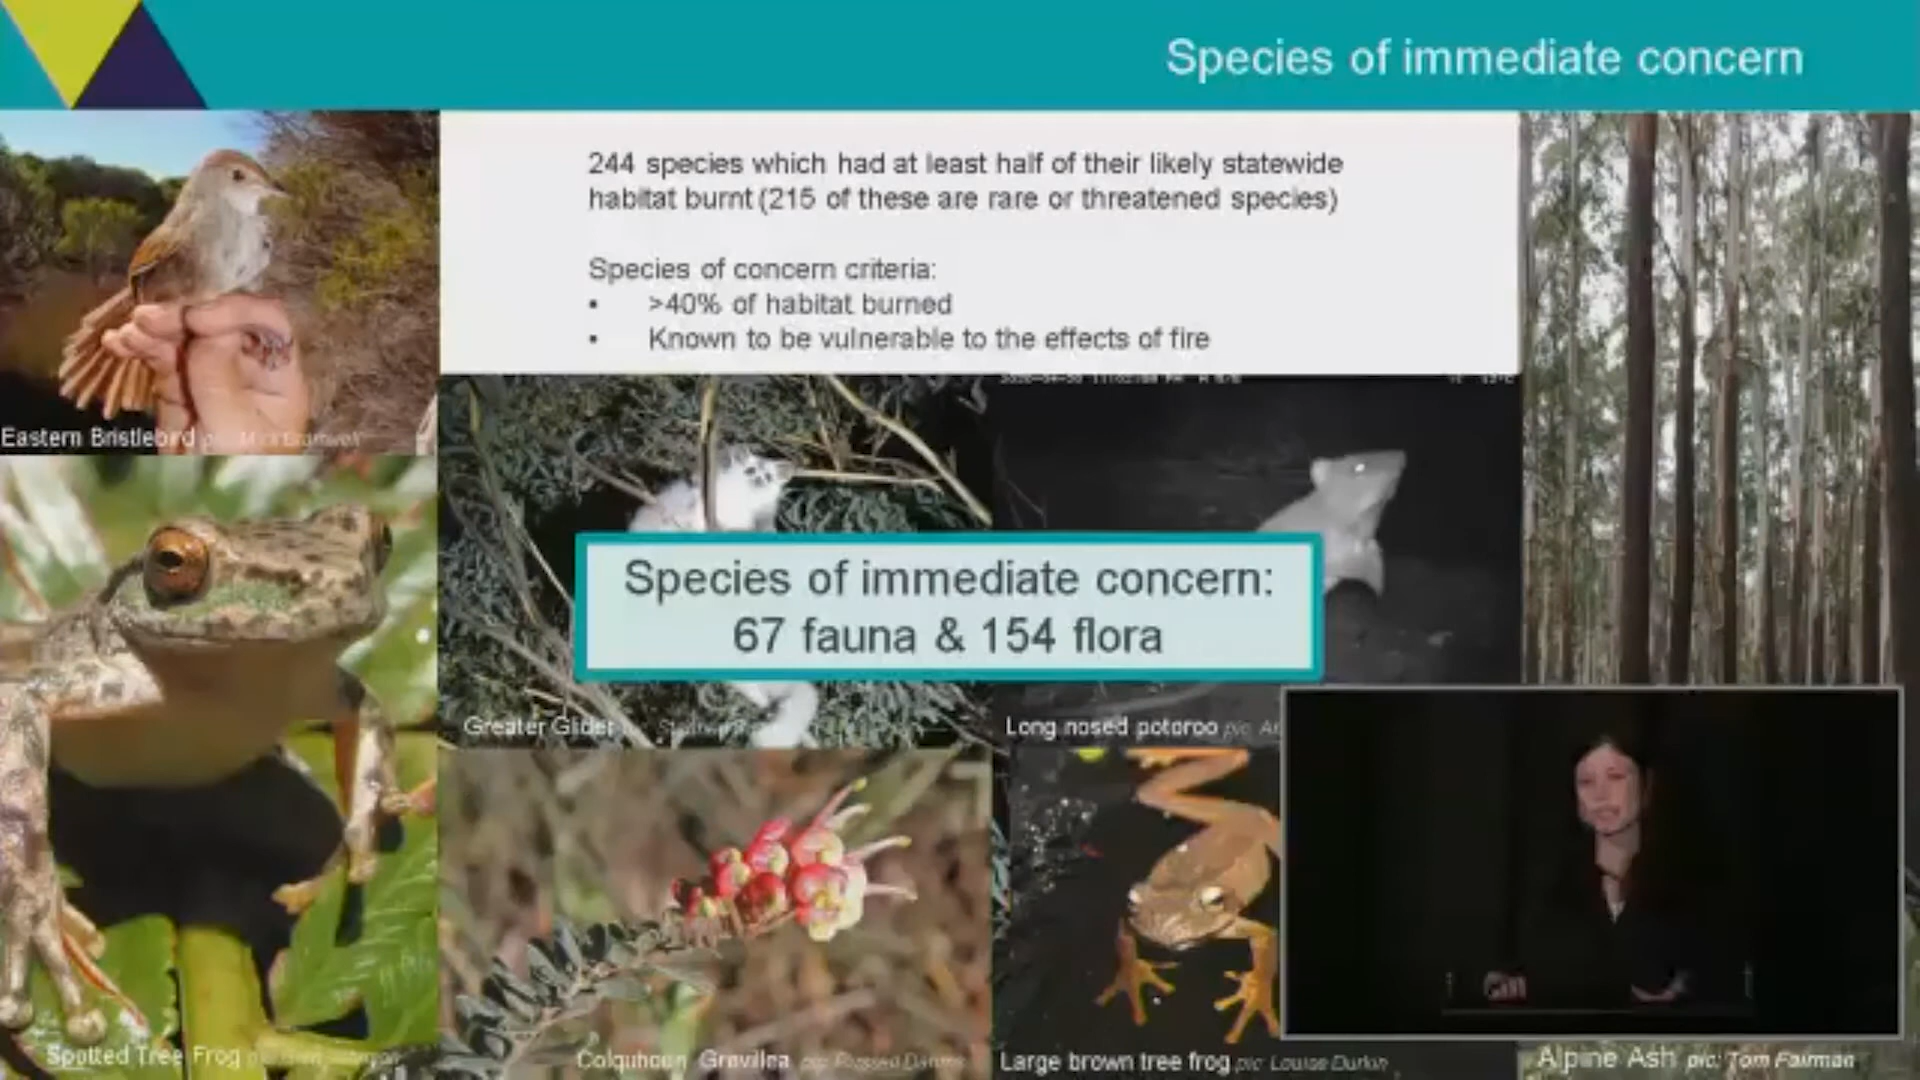 Species of immediate concern
244 species which had at least half of their likely statewide
habitat burnt (215 of these are rare or threatened species)
Species of concern criteria:
• >40% of habitat burned
• Known to be vulnerable to the effects of fire
Eastern Bristlebird
Species of immediate concern:
67 fauna & 154 flora
Greater Glider
Long nosed potoroo pic
Spotted Tree Frog
Colquhoun Grevillea
Large brown tree frog pic: Louise Durkin
Alpine Ash pic: Tom Fairman